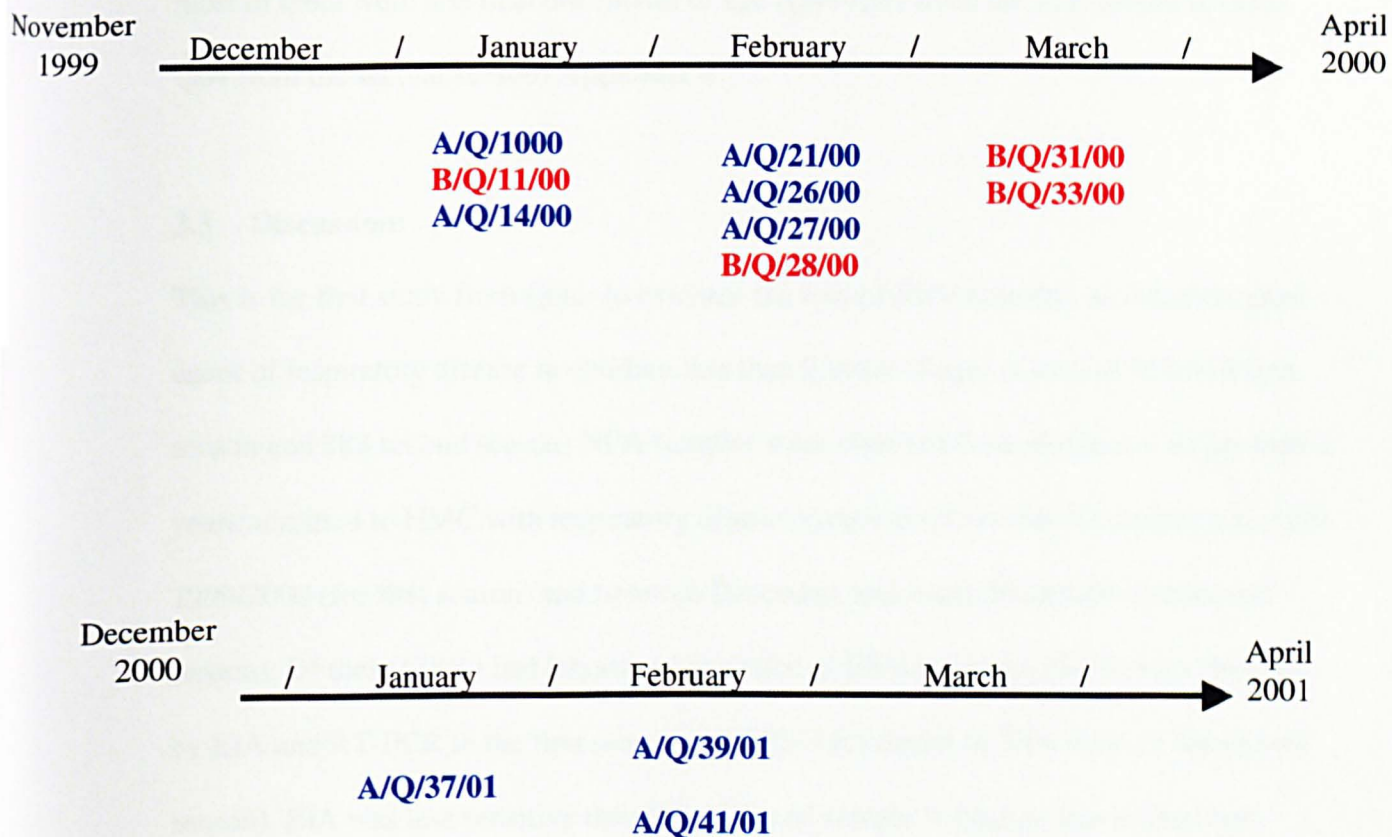 November
1999
December / January / February / March /
April
2000
A/Q/1000
B/Q/11/00
A/Q/14/00
A/Q/21/00
A/Q/26/00
A/Q/27/00
B/Q/28/00
B/Q/31/00
B/Q/33/00
December
2000
/ January / February / March /
April
2001
A/Q/37/01
A/Q/39/01
A/Q/41/01